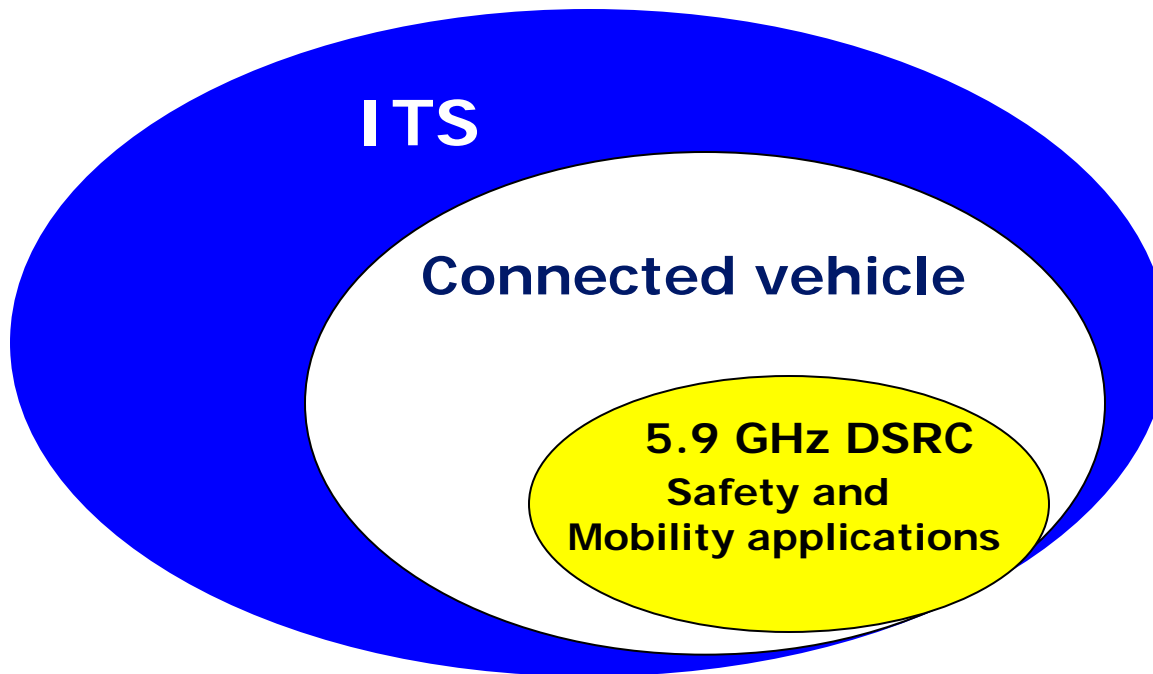 ITS
Connected vehicle
5.9 GHz DSRC
Safety and
Mobility applications